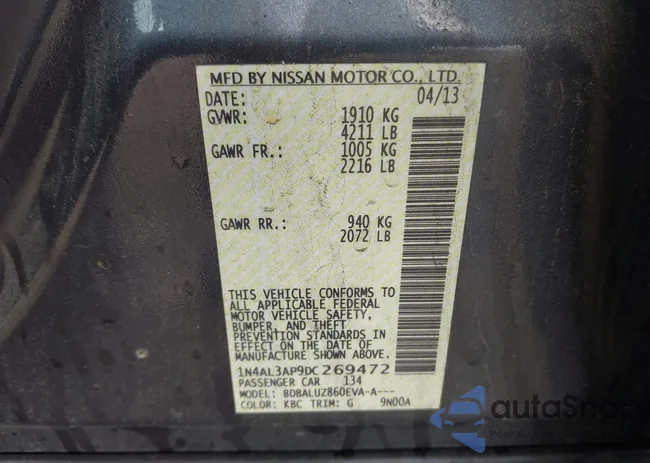 MFD BY NISSAN MOTOR CO., LTD.
DATE: 04/13
GVWR: 1910 KG
4211 LB
GAWR FR.: 1005 KG
2216 LB
GAWR RR.: 940 KG
2072 LB
THIS VEHICLE CONFORMS TO
ALL APPLICABLE FEDERAL
MOTOR VEHICLE SAFETY,
BUMPER, AND THEFT
PREVENTION STANDARDS IN
EFFECT ON THE DATE OF
MANUFACTURE SHOWN ABOVE.
1N4AL3AP9DC269472
PASSENGER CAR 134
MODEL: BDBALUZ860EVA-A---
COLOR: KBC TRIM: G 9N00A
autoSnap